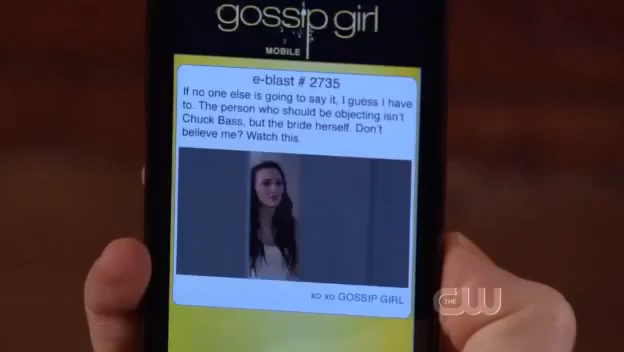 gossip girl
MOBILE
e-blast # 2735
If no one else is going to say it, I guess I have
to. The person who should be objecting isn't
Chuck Bass, but the bride herself. Don't
believe me? Watch this.
xo xo GOSSIP GIRL
THE CW